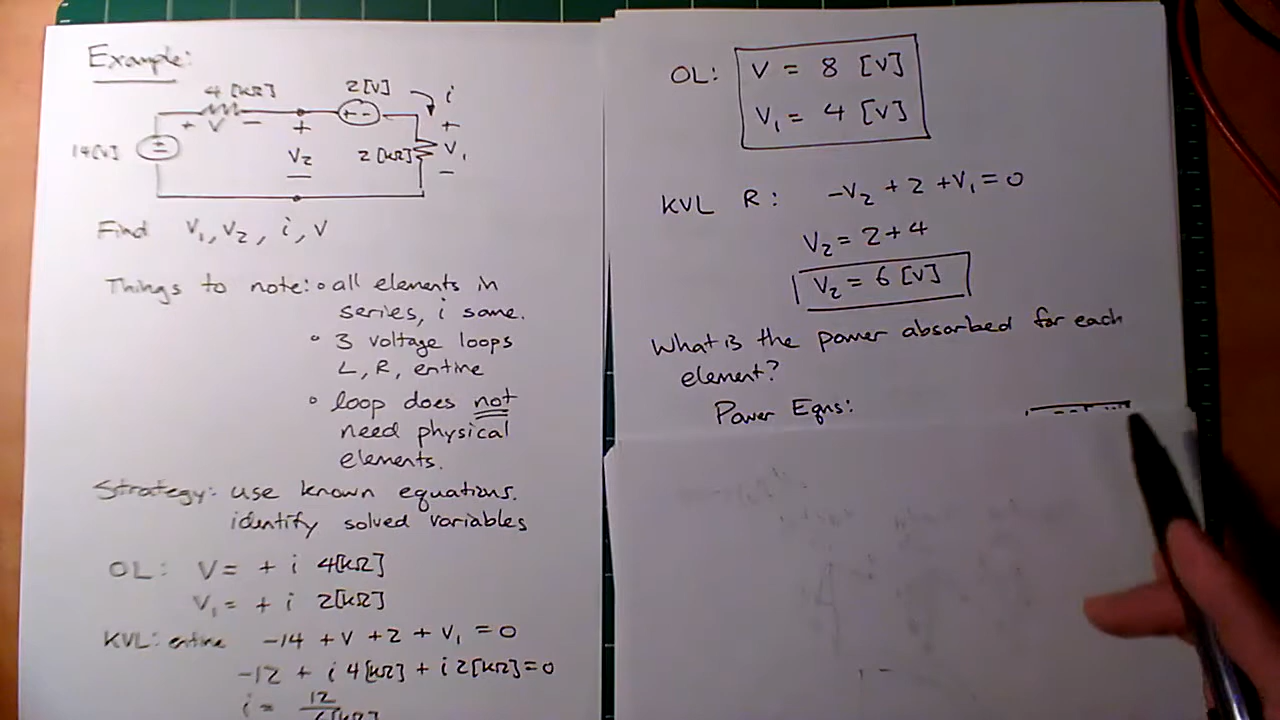 Example:
4 [kΩ]
2[V]
i
+ V −
+ −
+
14[V]
±
+
V₂
−
2 [kΩ]
V₁
−
Find V₁, V₂, i, V
Things to note: o all elements in
series, i same.
o 3 voltage loops
L, R, entire
o loop does not
need physical
elements.
Strategy: use known equations.
identify solved variables
OL: V = + i 4[kΩ]
V₁ = + i 2[kΩ]
KVL: entire -14 + V + 2 + V₁ = 0
-12 + i 4[kΩ] + i 2[kΩ] = 0
i = 12
OL: V = 8 [V]
V₁ = 4 [V]
KVL R: -V₂ + 2 + V₁ = 0
V₂ = 2 + 4
V₂ = 6 [V]
What is the power absorbed for each
element?
Power Eqns: